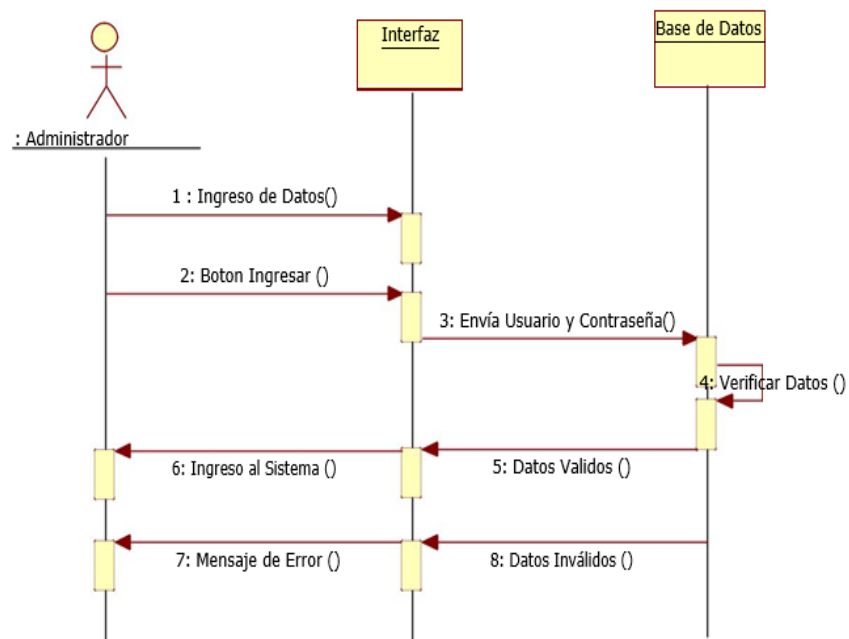 Interfaz
Base de Datos
: Administrador
1 : Ingreso de Datos()
2: Boton Ingresar ()
3: Envía Usuario y Contraseña()
4: Verificar Datos ()
5: Datos Validos ()
6: Ingreso al Sistema ()
7: Mensaje de Error ()
8: Datos Inválidos ()